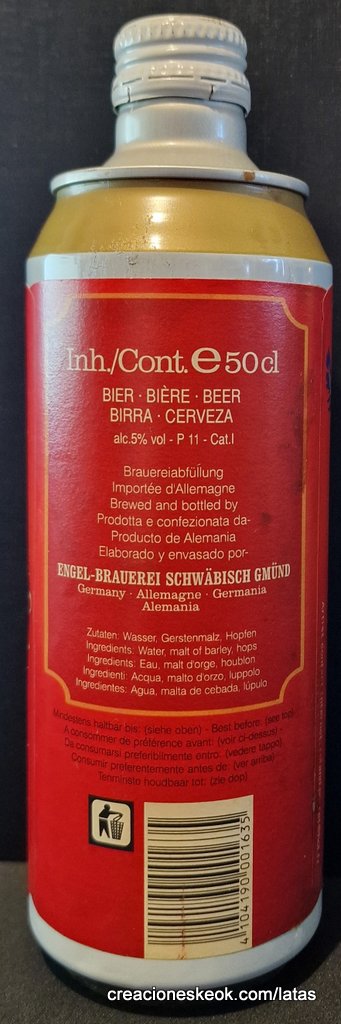 Inh./Cont. e 50 cl
BIER · BIÈRE · BEER
BIRRA · CERVEZA
alc.5% vol - P 11 - Cat.I
Brauereiabfüllung
Importée d'Allemagne
Brewed and bottled by
Prodotta e confezionata da-
Producto de Alemania
Elaborado y envasado por-
ENGEL-BRAUEREI SCHWÄBISCH GMÜND
Germany · Allemagne · Germania
Alemania
Zutaten: Wasser, Gerstenmalz, Hopfen
Ingredients: Water, malt of barley, hops
Ingredients: Eau, malt d'orge, houblon
Ingredienti: Acqua, malto d'orzo, luppolo
Ingredientes: Agua, malta de cebada, lúpulo
Mindestens haltbar bis: (siehe oben) - Best before: (see top)
A consommer de préférence avant: (voir ci-dessus) -
Da consumarsi preferibilmente entro: (vedere tappo)
Consumir preferentemente antes de: (ver arriba)
Tenminste houdbaar tot: (zie dop)
4 104190 001635
creacioneskeok.com/latas